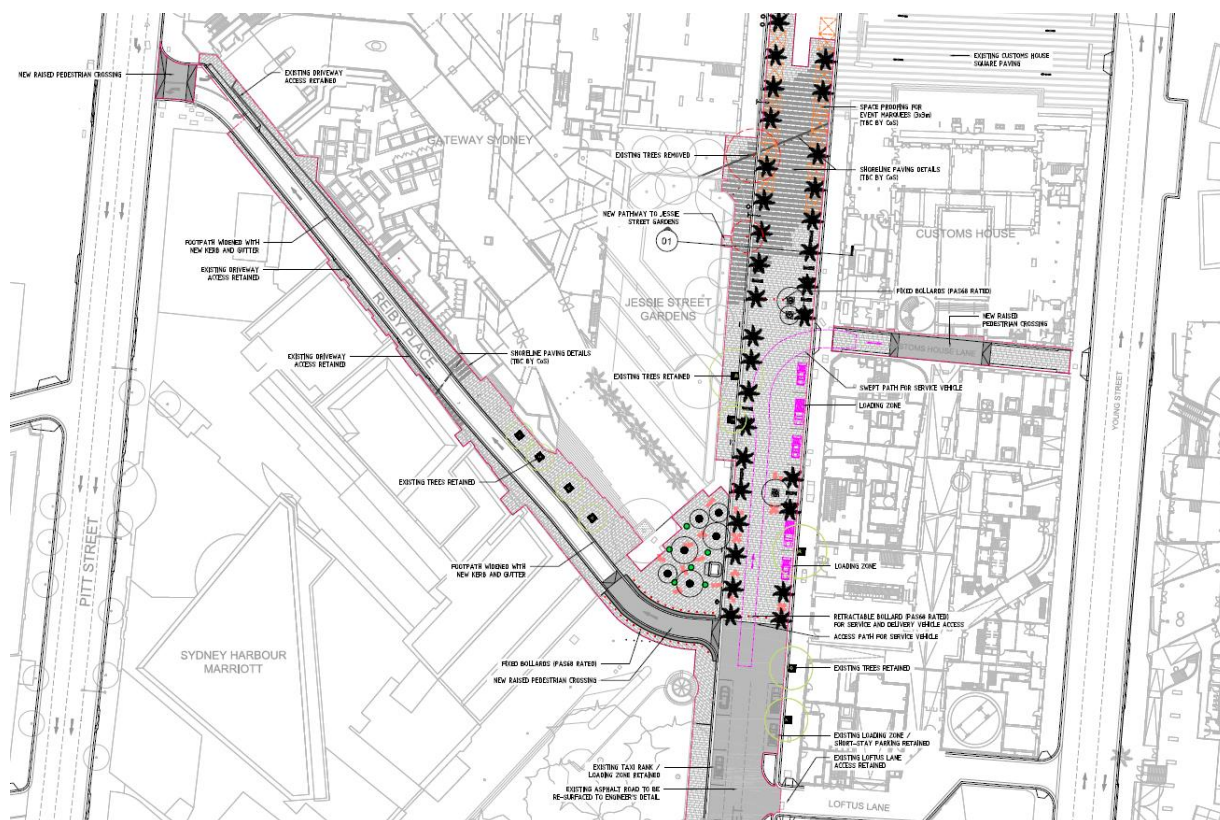 NEW RAISED PEDESTRIAN CROSSING
EXISTING DRIVEWAY
ACCESS RETAINED
GATEWAY SYDNEY
EXISTING CUSTOMS HOUSE
SQUARE PAVING
SPACE PROOFING FOR
EVENT MARQUEES (3x3m)
(TBC BY CoS)
EXISTING TREES REMOVED
SHORELINE PAVING DETAILS
(TBC BY CoS)
NEW PATHWAY TO JESSIE
STREET GARDENS
D1
CUSTOMS HOUSE
FOOTPATH WIDENED WITH
NEW KERB AND GUTTER
EXISTING DRIVEWAY
ACCESS RETAINED
REIBY PLACE
JESSIE STREET
GARDENS
FIXED BOLLARDS (PAS68 RATED)
NEW RAISED
PEDESTRIAN CROSSING
CUSTOMS HOUSE LANE
EXISTING DRIVEWAY
ACCESS RETAINED
SHORELINE PAVING DETAILS
(TBC BY CoS)
EXISTING TREES RETAINED
SWEPT PATH FOR SERVICE VEHICLE
LOADING ZONE
YOUNG STREET
EXISTING TREES RETAINED
PITT STREET
FOOTPATH WIDENED WITH
NEW KERB AND GUTTER
LOADING ZONE
RETRACTABLE BOLLARD (PAS68 RATED)
FOR SERVICE AND DELIVERY VEHICLE ACCESS
ACCESS PATH FOR SERVICE VEHICLE
SYDNEY HARBOUR
MARRIOTT
FIXED BOLLARDS (PAS68 RATED)
NEW RAISED PEDESTRIAN CROSSING
EXISTING TREES RETAINED
EXISTING LOADING ZONE /
SHORT-STAY PARKING RETAINED
EXISTING TAXI RANK /
LOADING ZONE RETAINED
EXISTING LOFTUS LANE
ACCESS RETAINED
EXISTING ASPHALT ROAD TO BE
RE-SURFACED TO ENGINEER'S DETAIL
LOFTUS LANE